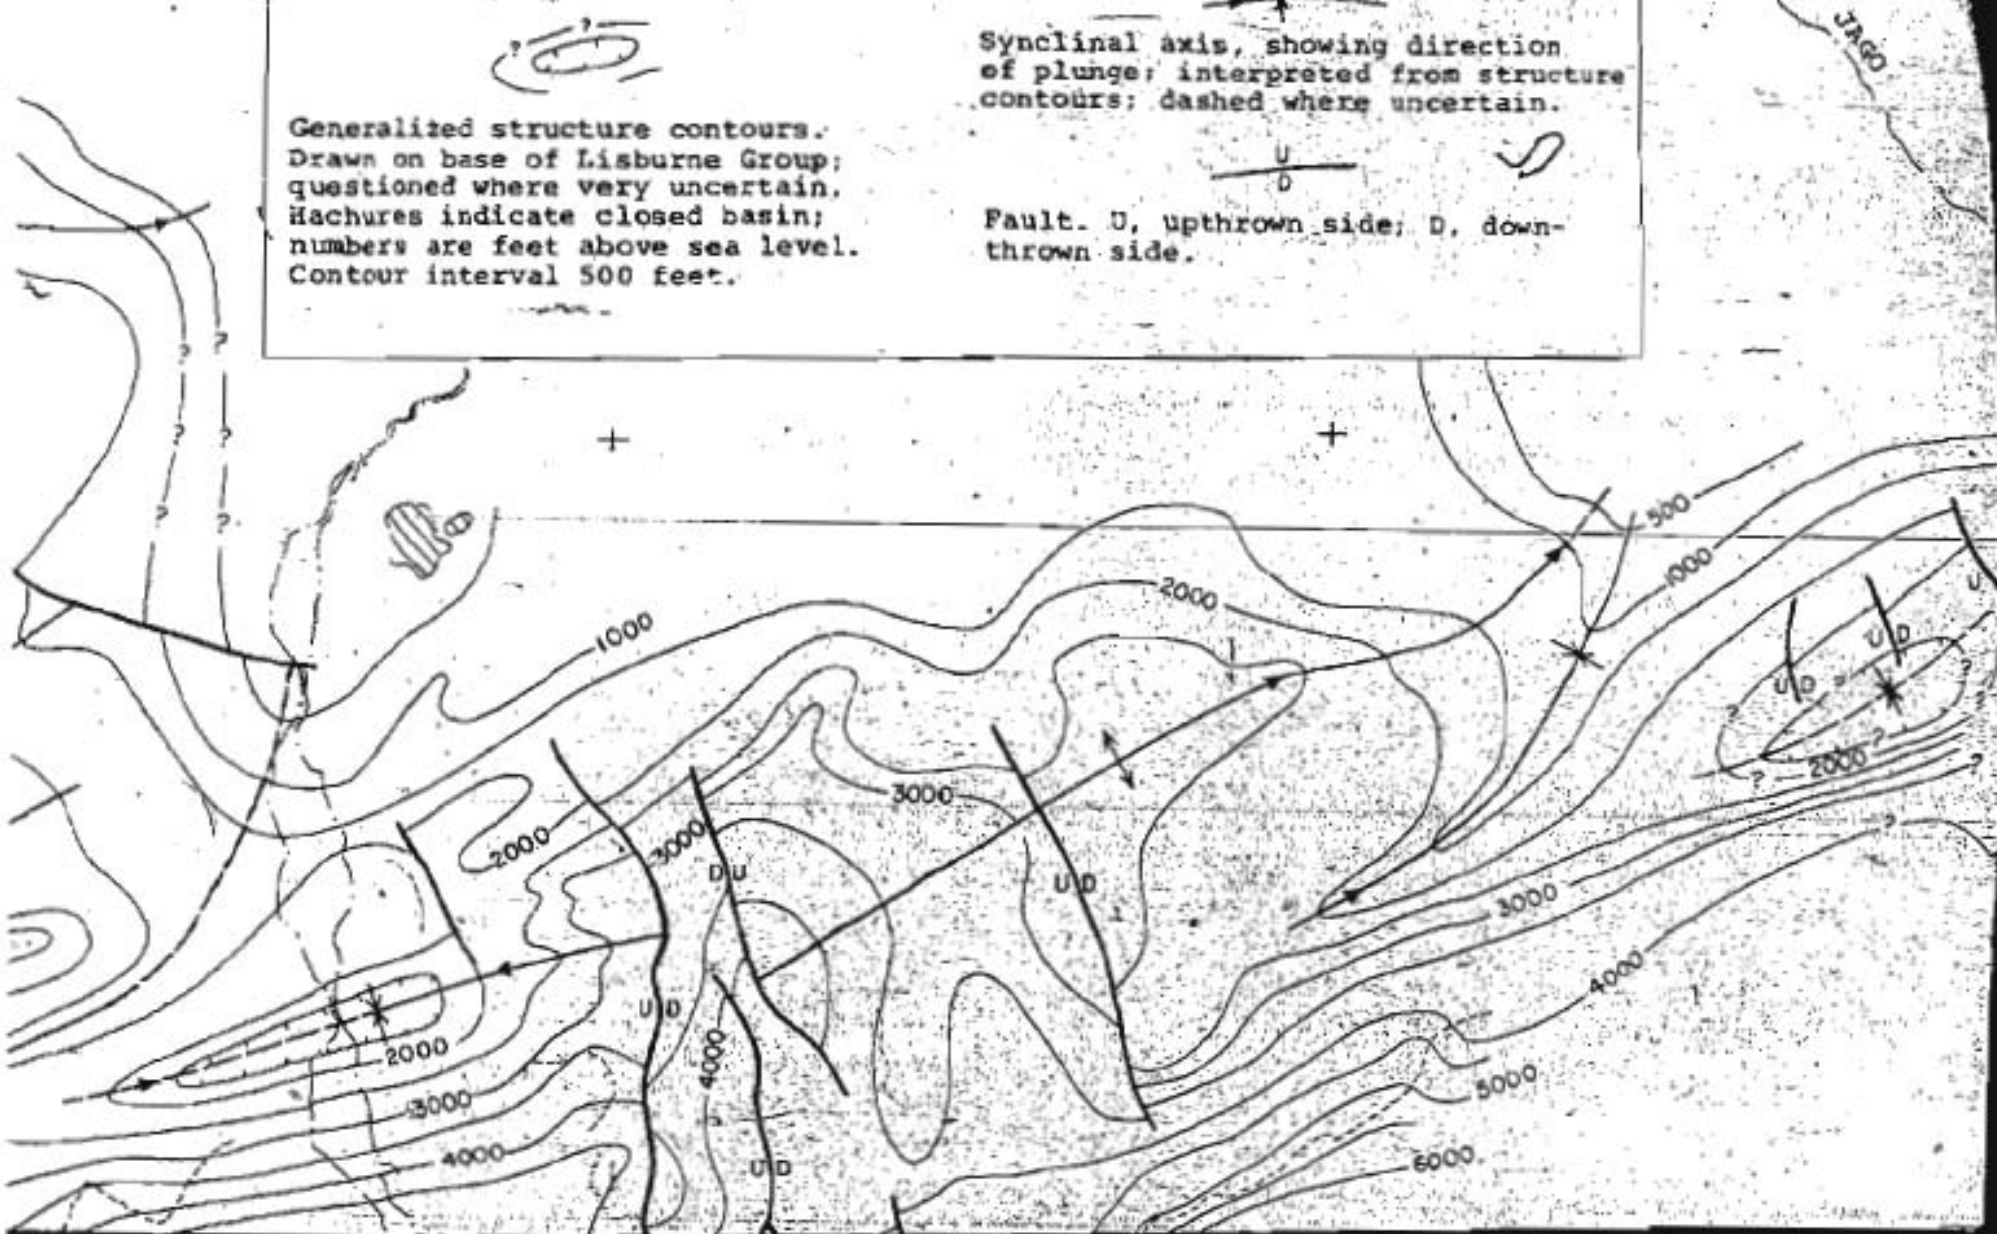 Generalized structure contours.
Drawn on base of Lisburne Group;
questioned where very uncertain.
Hachures indicate closed basin;
numbers are feet above sea level.
Contour interval 500 feet.
Synclinal axis, showing direction
of plunge; interpreted from structure
contours; dashed where uncertain.
U
D
Fault. U, upthrown side; D, down-
thrown side.
JAGO
? ?
? ?
? ?
? ?
500
1000
2000
1000
U
U D
U D
?
?
?
?
? 2000 ?
3000
2000
3000
D U
U D
3000
?
4000
U D
2000
4000
5000
3000
4000
U D
6000